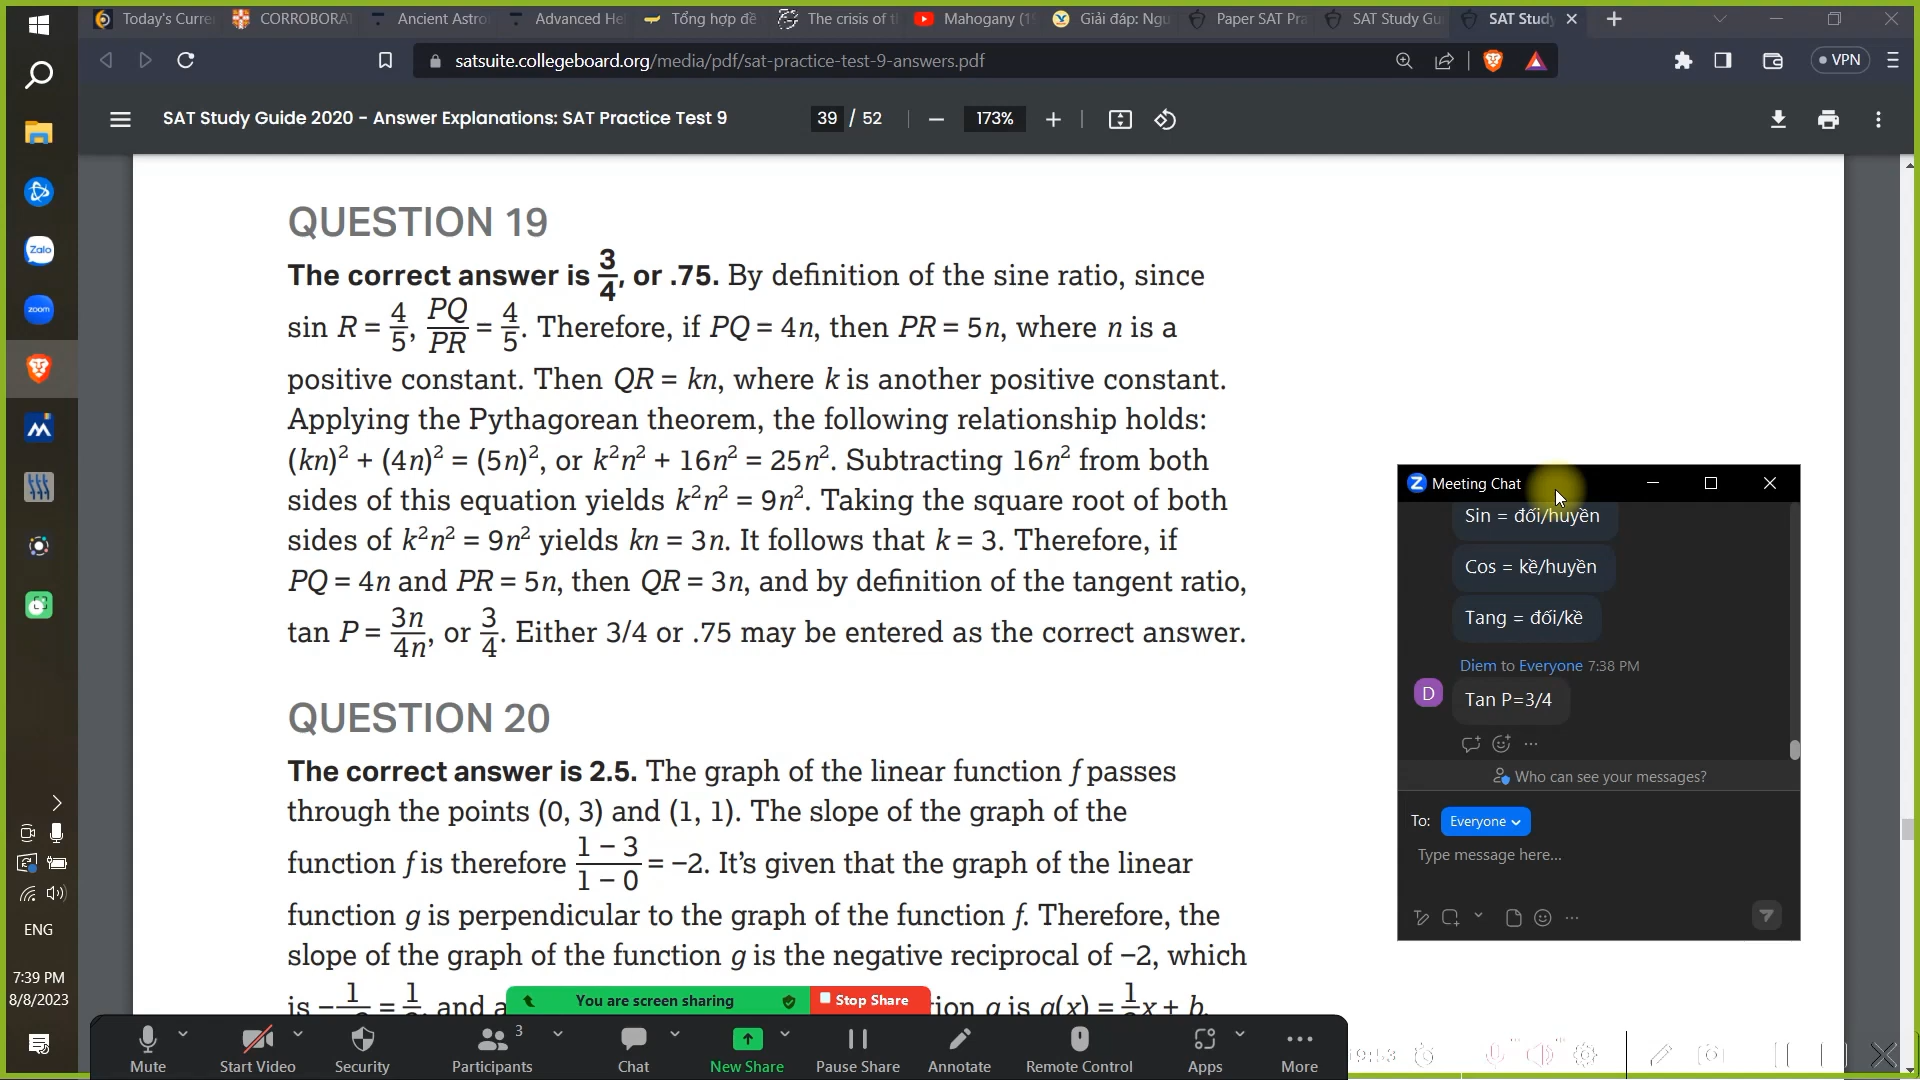 Today's Curre
CORROBORAT
Ancient Astro
Advanced He
Tổng hợp đề
The crisis of t
Mahogany (1
Giải đáp: Ngu
Paper SAT Pra
SAT Study Gu
SAT Study
satsuite.collegeboard.org/media/pdf/sat-practice-test-9-answers.pdf
VPN
SAT Study Guide 2020 - Answer Explanations: SAT Practice Test 9
39 / 52
173%
QUESTION 19
The correct answer is 3/4, or .75. By definition of the sine ratio, since
sin R = 4/5, PQ/PR = 4/5. Therefore, if PQ = 4n, then PR = 5n, where n is a
positive constant. Then QR = kn, where k is another positive constant.
Applying the Pythagorean theorem, the following relationship holds:
(kn)² + (4n)² = (5n)², or k²n² + 16n² = 25n². Subtracting 16n² from both
sides of this equation yields k²n² = 9n². Taking the square root of both
sides of k²n² = 9n² yields kn = 3n. It follows that k = 3. Therefore, if
PQ = 4n and PR = 5n, then QR = 3n, and by definition of the tangent ratio,
tan P = 3n/4n, or 3/4. Either 3/4 or .75 may be entered as the correct answer.
QUESTION 20
The correct answer is 2.5. The graph of the linear function f passes
through the points (0, 3) and (1, 1). The slope of the graph of the
function f is therefore 1 − 3/1 − 0 = −2. It's given that the graph of the linear
function g is perpendicular to the graph of the function f. Therefore, the
slope of the graph of the function g is the negative reciprocal of −2, which
is
and a
ion g is g(x) =
x + b.
Meeting Chat
Sin = đối/huyền
Cos = kề/huyền
Tang = đối/kề
Diem to Everyone 7:38 PM
D
Tan P=3/4
Who can see your messages?
To: Everyone
Type message here...
Zalo
zoom
ENG
7:39 PM
8/8/2023
You are screen sharing
Stop Share
Mute
Start Video
Security
Participants
3
Chat
New Share
Pause Share
Annotate
Remote Control
Apps
More
19:53